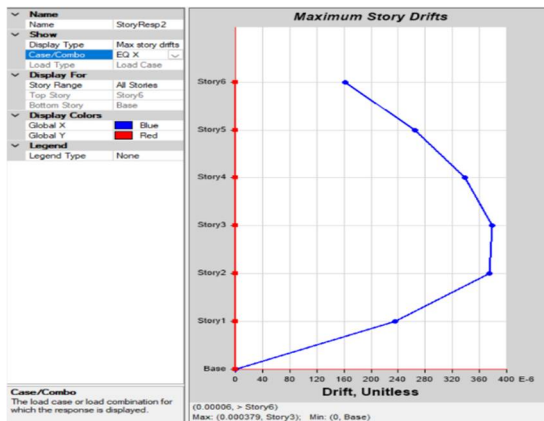 Name
Name StoryResp2
Show
Display Type Max story drifts
Case/Combo EQ X
Load Type Load Case
Display For
Story Range All Stories
Top Story Story6
Bottom Story Base
Display Colors
Global X Blue
Global Y Red
Legend
Legend Type None
Case/Combo
The load case or load combination for
which the response is displayed.
Maximum Story Drifts
Story6
Story5
Story4
Story3
Story2
Story1
Base
0 40 80 120 160 200 240 280 320 360 400 E-6
Drift, Unitless
(0.00006, > Story6)
Max: (0.000379, Story3); Min: (0, Base)